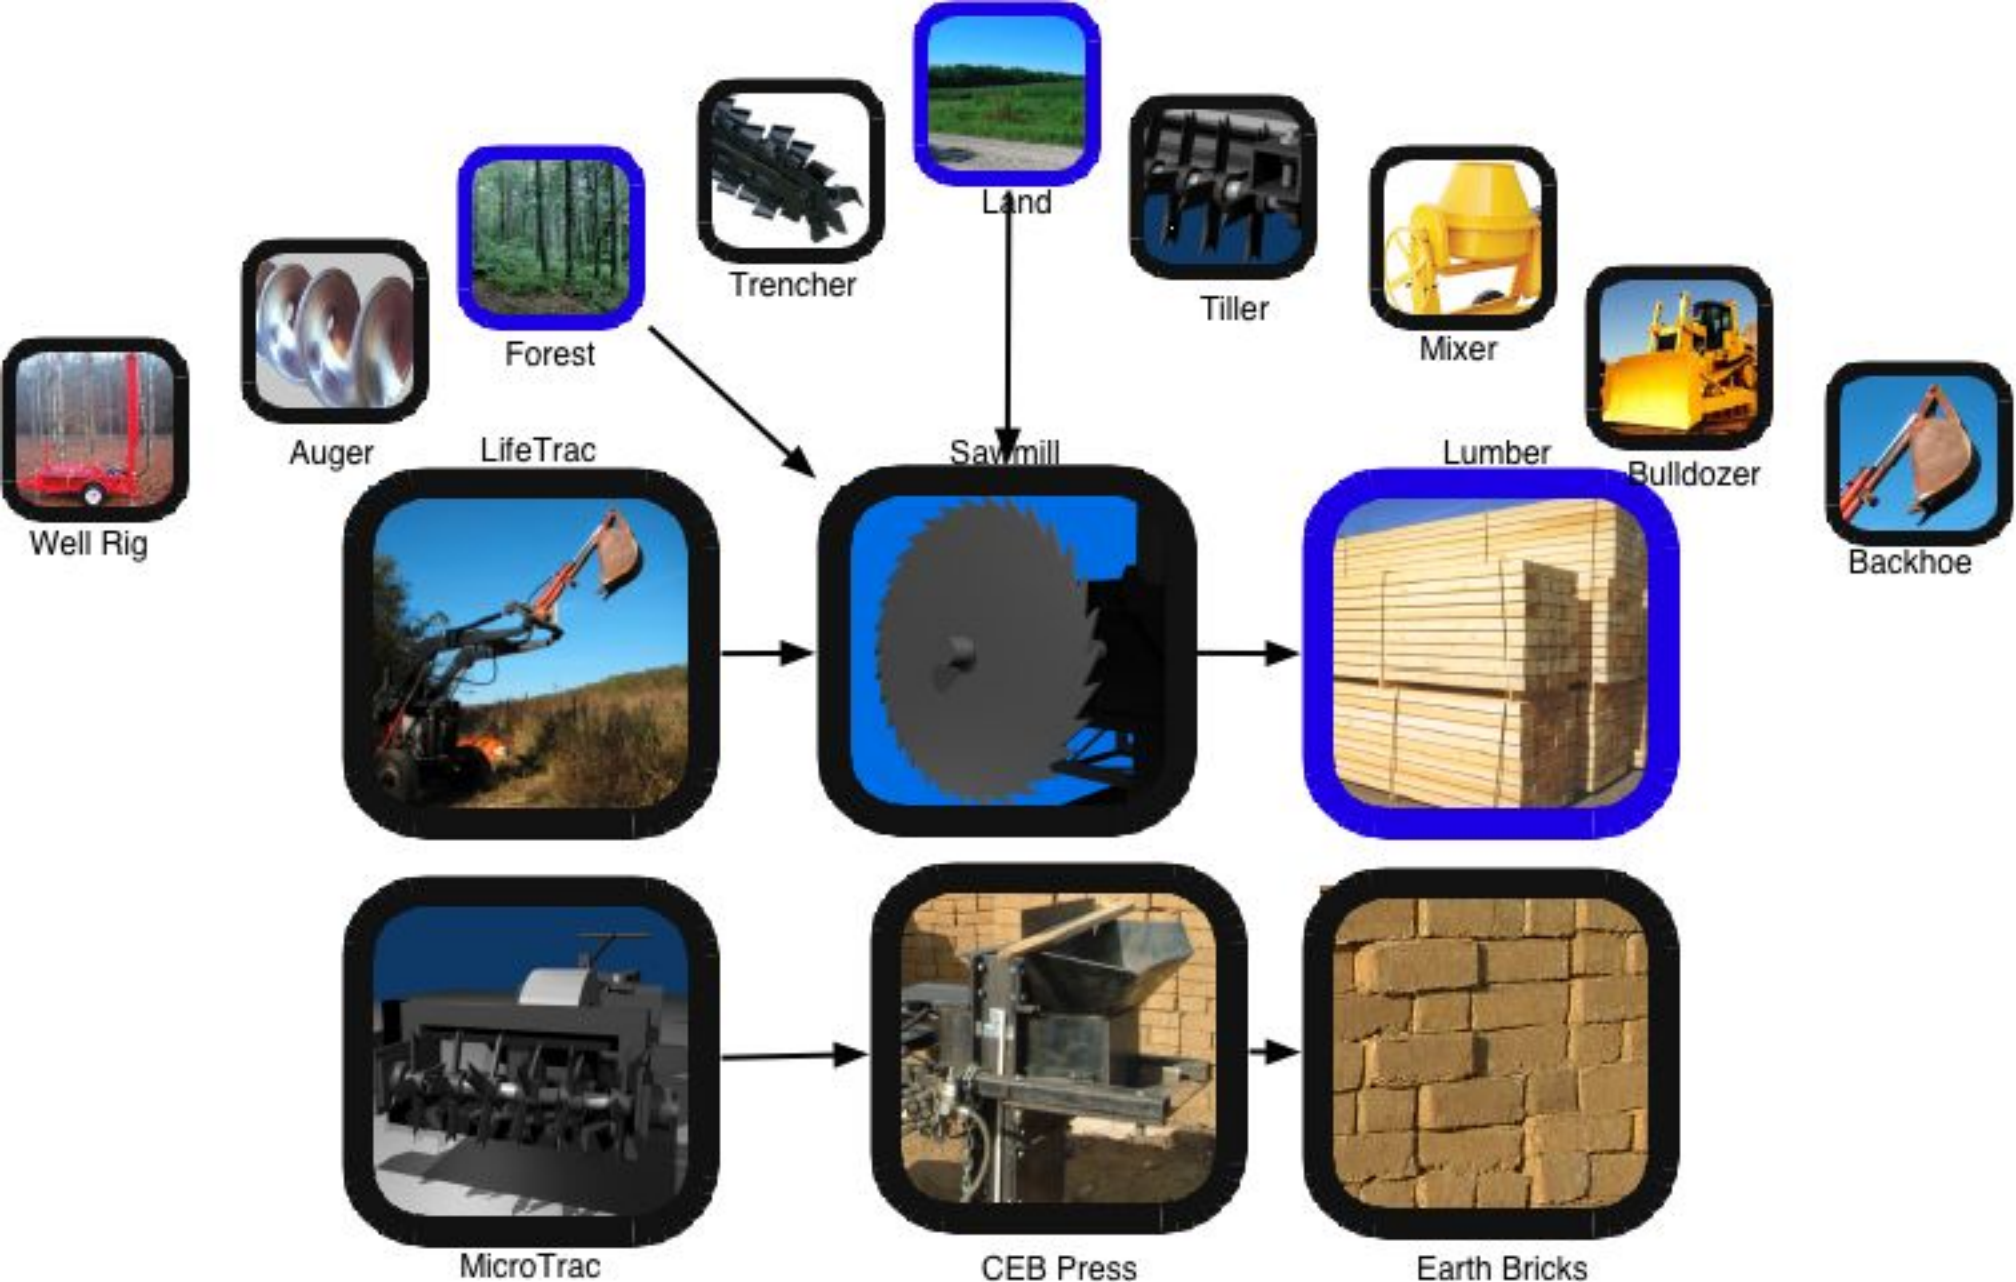 Land
Trencher
Tiller
Forest
Mixer
Auger
LifeTrac
Sawmill
Lumber
Bulldozer
Well Rig
Backhoe
MicroTrac
CEB Press
Earth Bricks